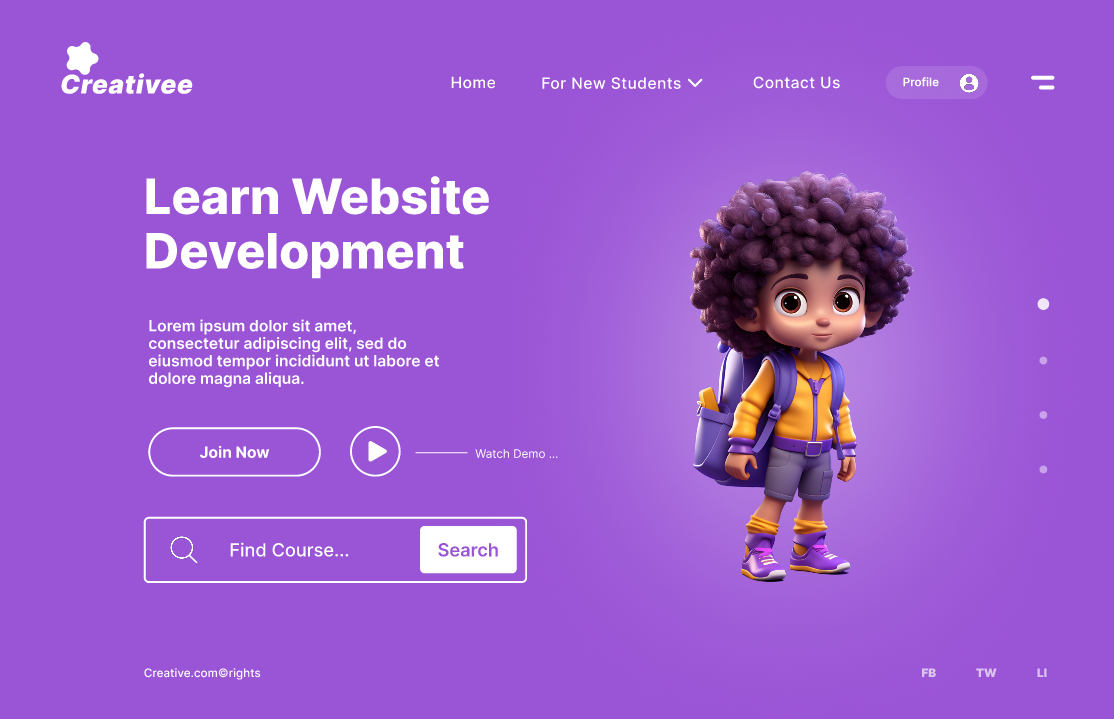 Creativee
Home
For New Students
Contact Us
Profile
Learn Website
Development
Lorem ipsum dolor sit amet,
consectetur adipiscing elit, sed do
eiusmod tempor incididunt ut labore et
dolore magna aliqua.
Join Now
Watch Demo ...
Find Course...
Search
Creative.com©rights
FB
TW
LI